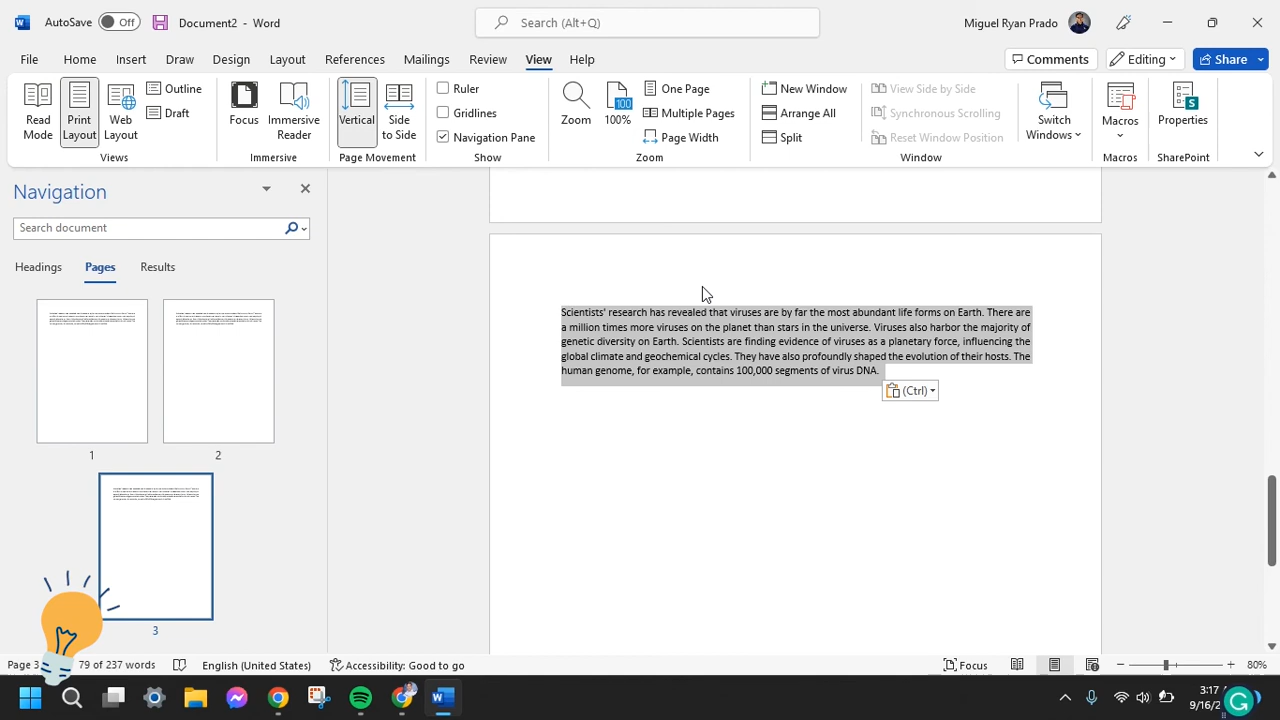 AutoSave Off Document2 - Word Search (Alt+Q) Miguel Ryan Prado
File Home Insert Draw Design Layout References Mailings Review View Help Comments Editing Share
Read Mode
Print Layout
Web Layout
Outline
Draft
Views
Focus
Immersive Reader
Immersive
Vertical
Side to Side
Page Movement
Ruler
Gridlines
Navigation Pane
Show
Zoom
100
100%
One Page
Multiple Pages
Page Width
Zoom
New Window
Arrange All
Split
View Side by Side
Synchronous Scrolling
Reset Window Position
Switch Windows
Window
Macros
Macros
Properties
SharePoint
Navigation
Search document
Headings Pages Results
1
2
3
Scientists' research has revealed that viruses are by far the most abundant life forms on Earth. There are
a million times more viruses on the planet than stars in the universe. Viruses also harbor the majority of
genetic diversity on Earth. Scientists are finding evidence of viruses as a planetary force, influencing the
global climate and geochemical cycles. They have also profoundly shaped the evolution of their hosts. The
human genome, for example, contains 100,000 segments of virus DNA.
(Ctrl)
Page 3 79 of 237 words English (United States) Accessibility: Good to go Focus 80%
3:17
9/16/2